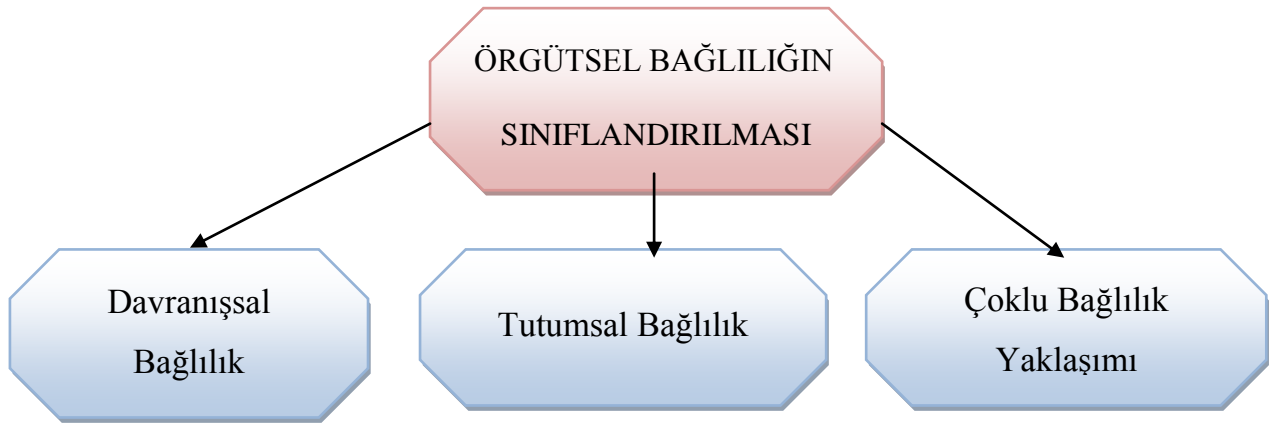 ÖRGÜTSEL BAĞLILIĞIN
SINIFLANDIRILMASI
Davranışsal
Bağlılık
Tutumsal Bağlılık
Çoklu Bağlılık
Yaklaşımı